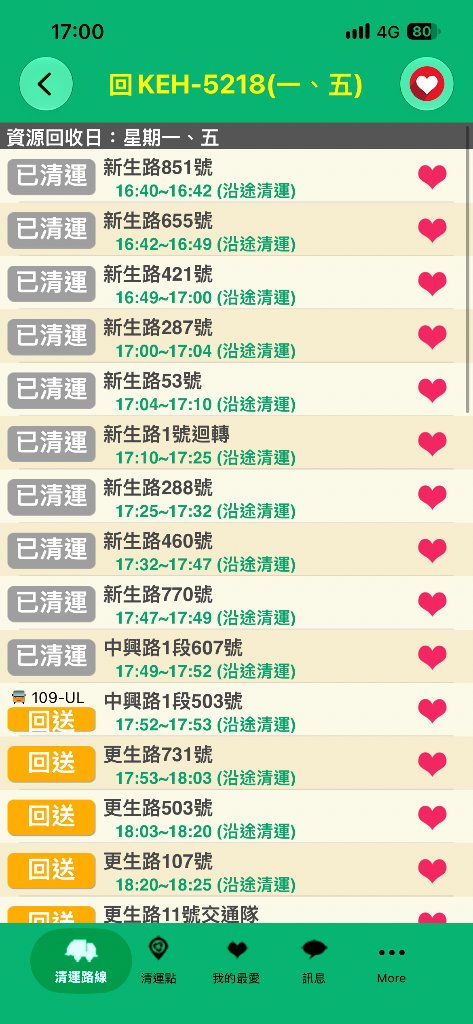 17:00
4G
80
回KEH-5218(一、五)
資源回收日：星期一、五
已清運
新生路851號
16:40~16:42 (沿途清運)
已清運
新生路655號
16:42~16:49 (沿途清運)
已清運
新生路421號
16:49~17:00 (沿途清運)
已清運
新生路287號
17:00~17:04 (沿途清運)
已清運
新生路53號
17:04~17:10 (沿途清運)
已清運
新生路1號迴轉
17:10~17:25 (沿途清運)
已清運
新生路288號
17:25~17:32 (沿途清運)
已清運
新生路460號
17:32~17:47 (沿途清運)
已清運
新生路770號
17:47~17:49 (沿途清運)
已清運
中興路1段607號
17:49~17:52 (沿途清運)
109-UL
回送
中興路1段503號
17:52~17:53 (沿途清運)
回送
更生路731號
17:53~18:03 (沿途清運)
回送
更生路503號
18:03~18:20 (沿途清運)
回送
更生路107號
18:20~18:25 (沿途清運)
回送
更生路11號交通隊
清運路線
清運點
我的最愛
訊息
More